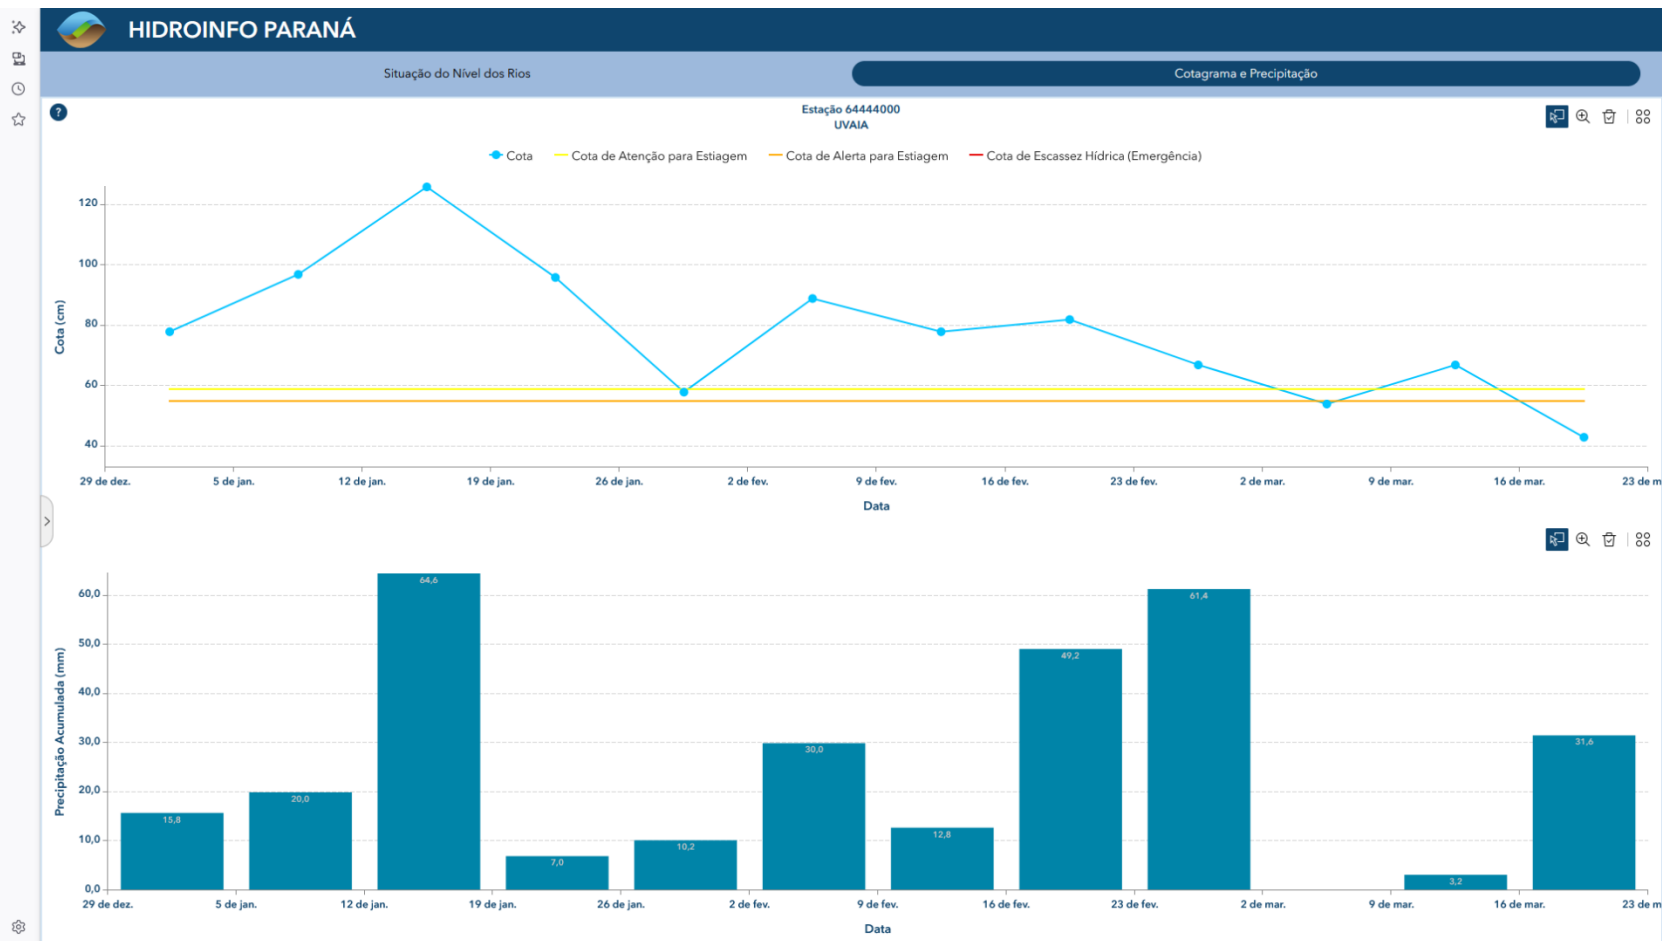 HIDROINFO PARANÁ
Situação do Nível dos Rios
Cotagrama e Precipitação
?
Estação 64444000
UVAIA
Cota
Cota de Atenção para Estiagem
Cota de Alerta para Estiagem
Cota de Escassez Hídrica (Emergência)
Cota (cm)
120
100
80
60
40
29 de dez.
5 de jan.
12 de jan.
19 de jan.
26 de jan.
2 de fev.
9 de fev.
16 de fev.
23 de fev.
2 de mar.
9 de mar.
16 de mar.
23 de m
Data
Precipitação Acumulada (mm)
60,0
50,0
40,0
30,0
20,0
10,0
0,0
15,8
20,0
64,6
7,0
10,2
30,0
12,8
49,2
61,4
3,2
31,6
29 de dez.
5 de jan.
12 de jan.
19 de jan.
26 de jan.
2 de fev.
9 de fev.
16 de fev.
23 de fev.
2 de mar.
9 de mar.
16 de mar.
23 de m
Data